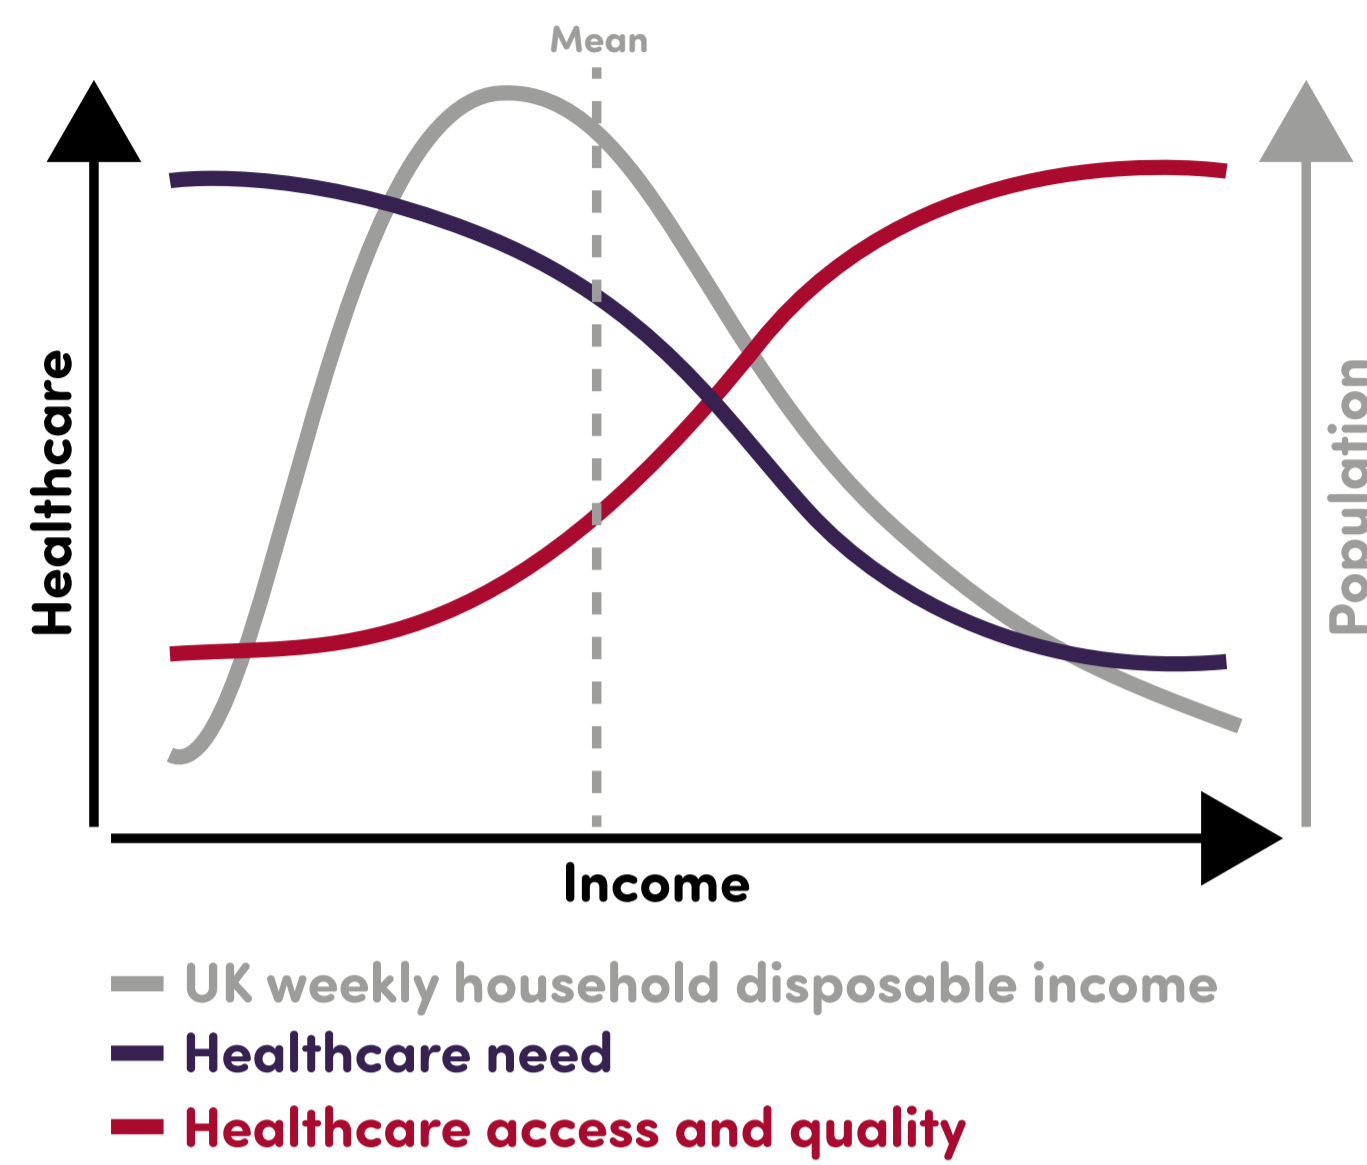 Mean
Healthcare
Population
Income
UK weekly household disposable income
Healthcare need
Healthcare access and quality